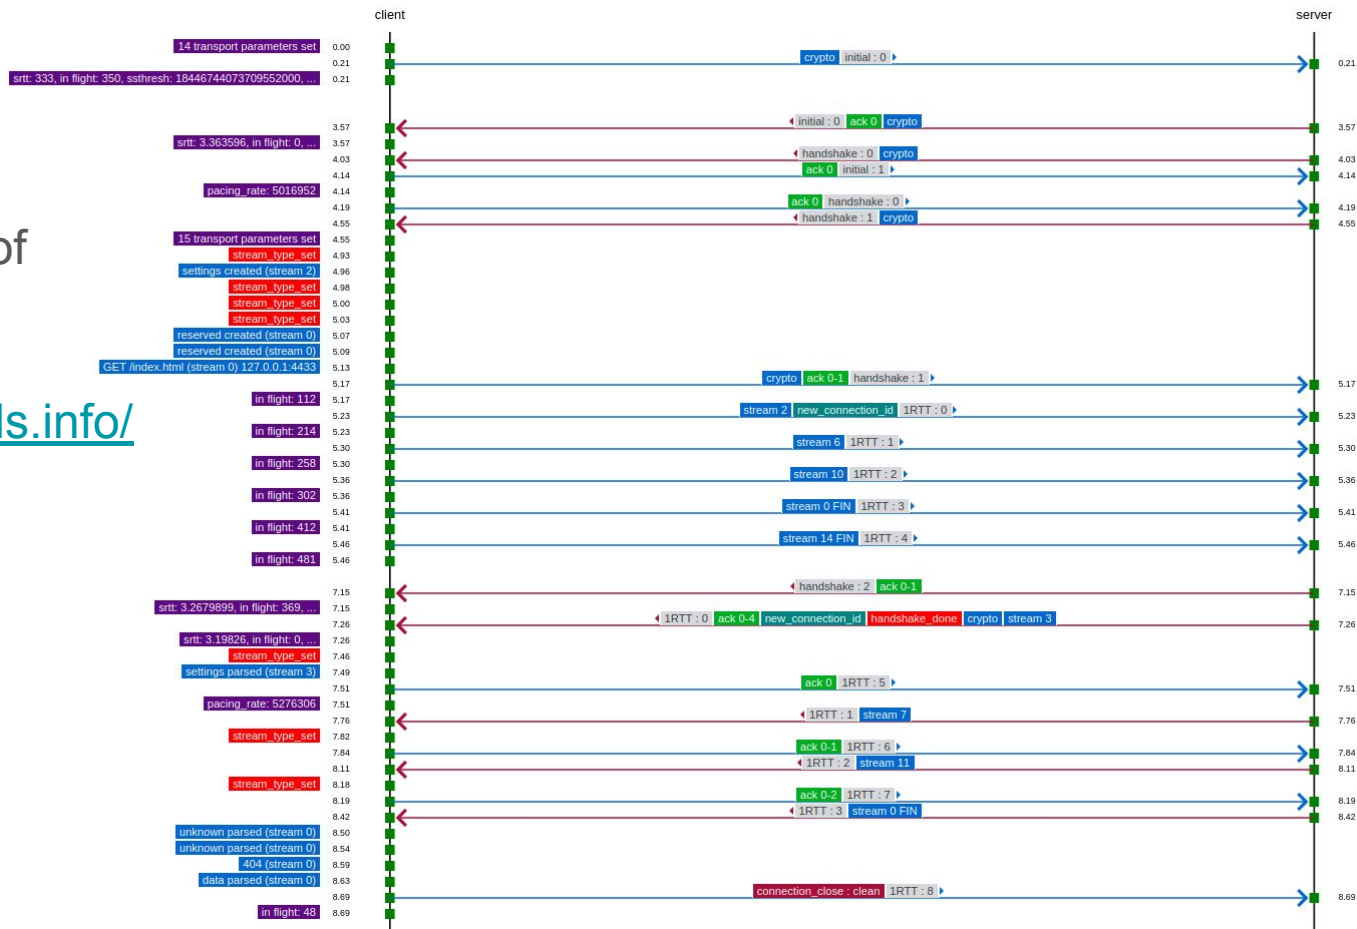 client server
14 transport parameters set 0.00
0.21 crypto initial : 0 0.21
srtt: 333, in flight: 350, ssthresh: 18446744073709552000, ... 0.21
3.57 initial : 0 ack 0 crypto 3.57
srtt: 3.363596, in flight: 0, ... 3.57
4.03 handshake : 0 crypto 4.03
4.14 ack 0 initial : 1 4.14
pacing_rate: 5016952 4.14
4.19 ack 0 handshake : 0 4.19
4.55 handshake : 1 crypto 4.55
15 transport parameters set 4.55
of
stream_type_set 4.93
settings created (stream 2) 4.96
stream_type_set 4.98
stream_type_set 5.00
stream_type_set 5.03
reserved created (stream 0) 5.07
reserved created (stream 0) 5.09
GET /index.html (stream 0) 127.0.0.1:4433 5.13
5.17 crypto ack 0-1 handshake : 1 5.17
in flight: 112 5.17
5.23 stream 2 new_connection_id 1RTT : 0 5.23
ls.info/
in flight: 214 5.23
5.30 stream 6 1RTT : 1 5.30
in flight: 258 5.30
5.36 stream 10 1RTT : 2 5.36
in flight: 302 5.36
5.41 stream 0 FIN 1RTT : 3 5.41
in flight: 412 5.41
5.46 stream 14 FIN 1RTT : 4 5.46
in flight: 481 5.46
7.15 handshake : 2 ack 0-1 7.15
srtt: 3.2679899, in flight: 369, ... 7.15
7.26 1RTT : 0 ack 0-4 new_connection_id handshake_done crypto stream 3 7.26
srtt: 3.19826, in flight: 0, ... 7.26
stream_type_set 7.46
settings parsed (stream 3) 7.49
7.51 ack 0 1RTT : 5 7.51
pacing_rate: 5276306 7.51
7.76 1RTT : 1 stream 7 7.76
stream_type_set 7.82
7.84 ack 0-1 1RTT : 6 7.84
8.11 1RTT : 2 stream 11 8.11
stream_type_set 8.18
8.19 ack 0-2 1RTT : 7 8.19
8.42 1RTT : 3 stream 0 FIN 8.42
unknown parsed (stream 0) 8.50
unknown parsed (stream 0) 8.54
404 (stream 0) 8.59
data parsed (stream 0) 8.63
8.69 connection_close : clean 1RTT : 8 8.69
in flight: 48 8.69